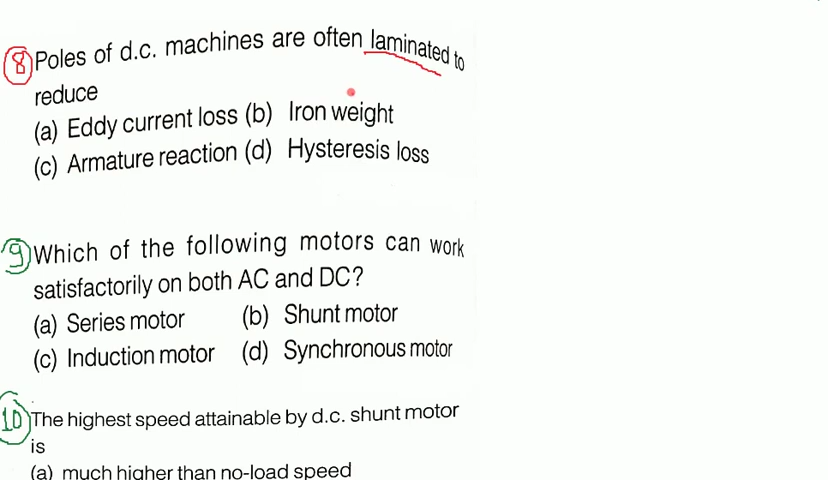 8 Poles of d.c. machines are often laminated to
reduce
(a) Eddy current loss (b) Iron weight
(c) Armature reaction (d) Hysteresis loss
9 Which of the following motors can work
satisfactorily on both AC and DC?
(a) Series motor (b) Shunt motor
(c) Induction motor (d) Synchronous motor
10 The highest speed attainable by d.c. shunt motor
is
(a) much higher than no-load speed